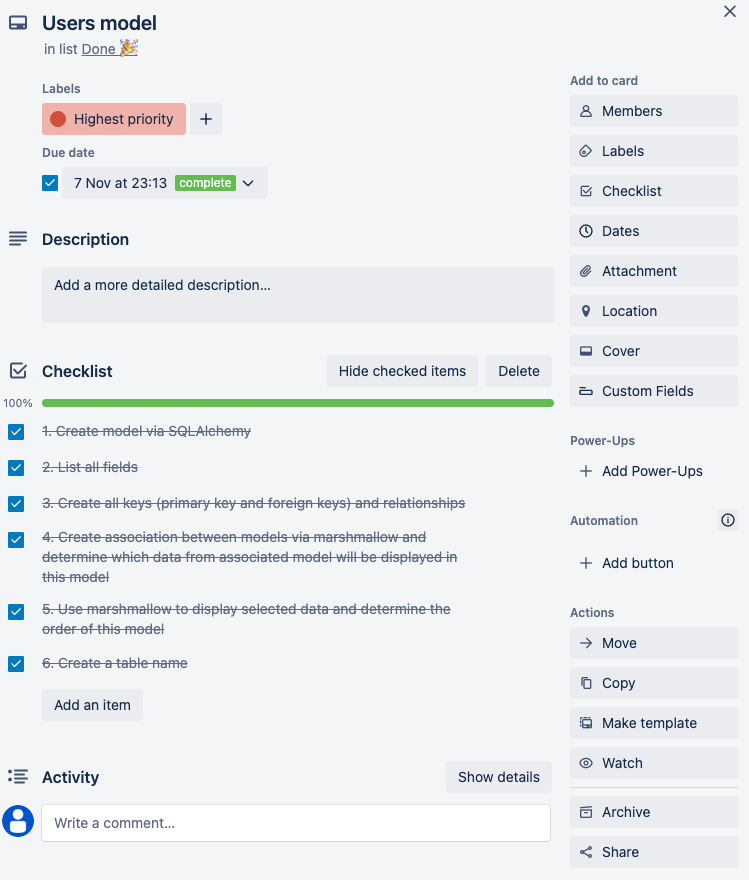 Users model
in list Done 🎉
Labels
Highest priority
Due date
7 Nov at 23:13 complete
Description
Add a more detailed description...
Checklist
Hide checked items
Delete
100%
1. Create model via SQLAlchemy
2. List all fields
3. Create all keys (primary key and foreign keys) and relationships
4. Create association between models via marshmallow and
determine which data from associated model will be displayed in
this model
5. Use marshmallow to display selected data and determine the
order of this model
6. Create a table name
Add an item
Activity
Show details
Write a comment...
Add to card
Members
Labels
Checklist
Dates
Attachment
Location
Cover
Custom Fields
Power-Ups
+ Add Power-Ups
Automation
+ Add button
Actions
Move
Copy
Make template
Watch
Archive
Share